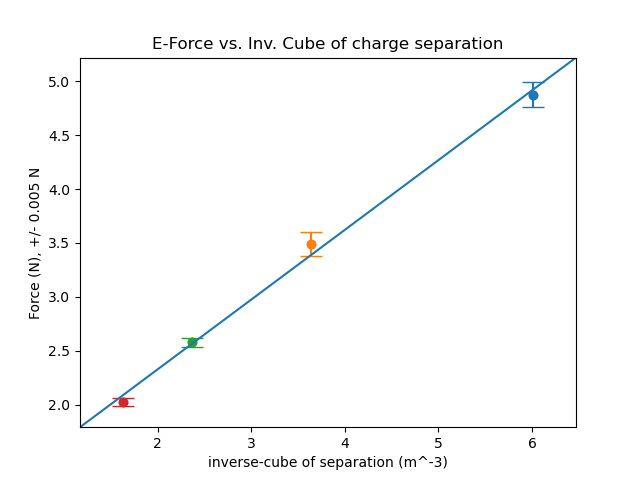 E-Force vs. Inv. Cube of charge separation
Force (N), +/- 0.005 N
5.0
4.5
4.0
3.5
3.0
2.5
2.0
2 3 4 5 6
inverse-cube of separation (m^-3)